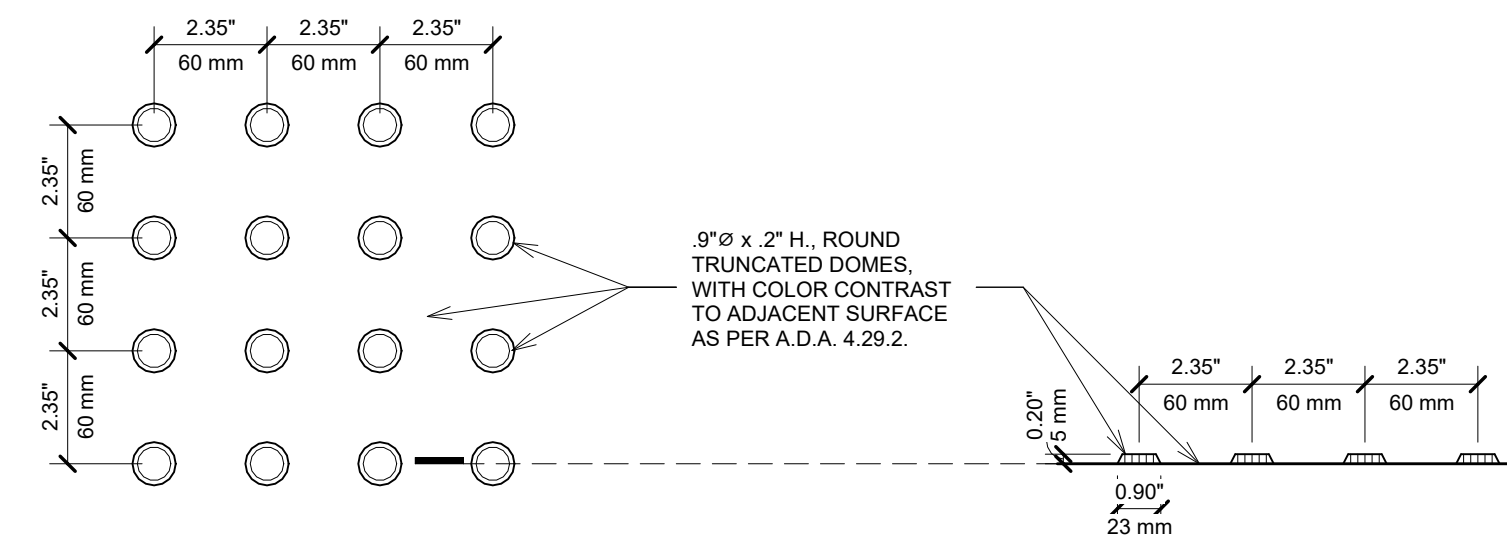 2.35" 2.35" 2.35"
60 mm 60 mm 60 mm
2.35"
60 mm
2.35"
60 mm
2.35"
60 mm
.9"Ø x .2" H., ROUND
TRUNCATED DOMES,
WITH COLOR CONTRAST
TO ADJACENT SURFACE
AS PER A.D.A. 4.29.2.
2.35" 2.35" 2.35"
60 mm 60 mm 60 mm
0.20"
5 mm
0.90"
23 mm